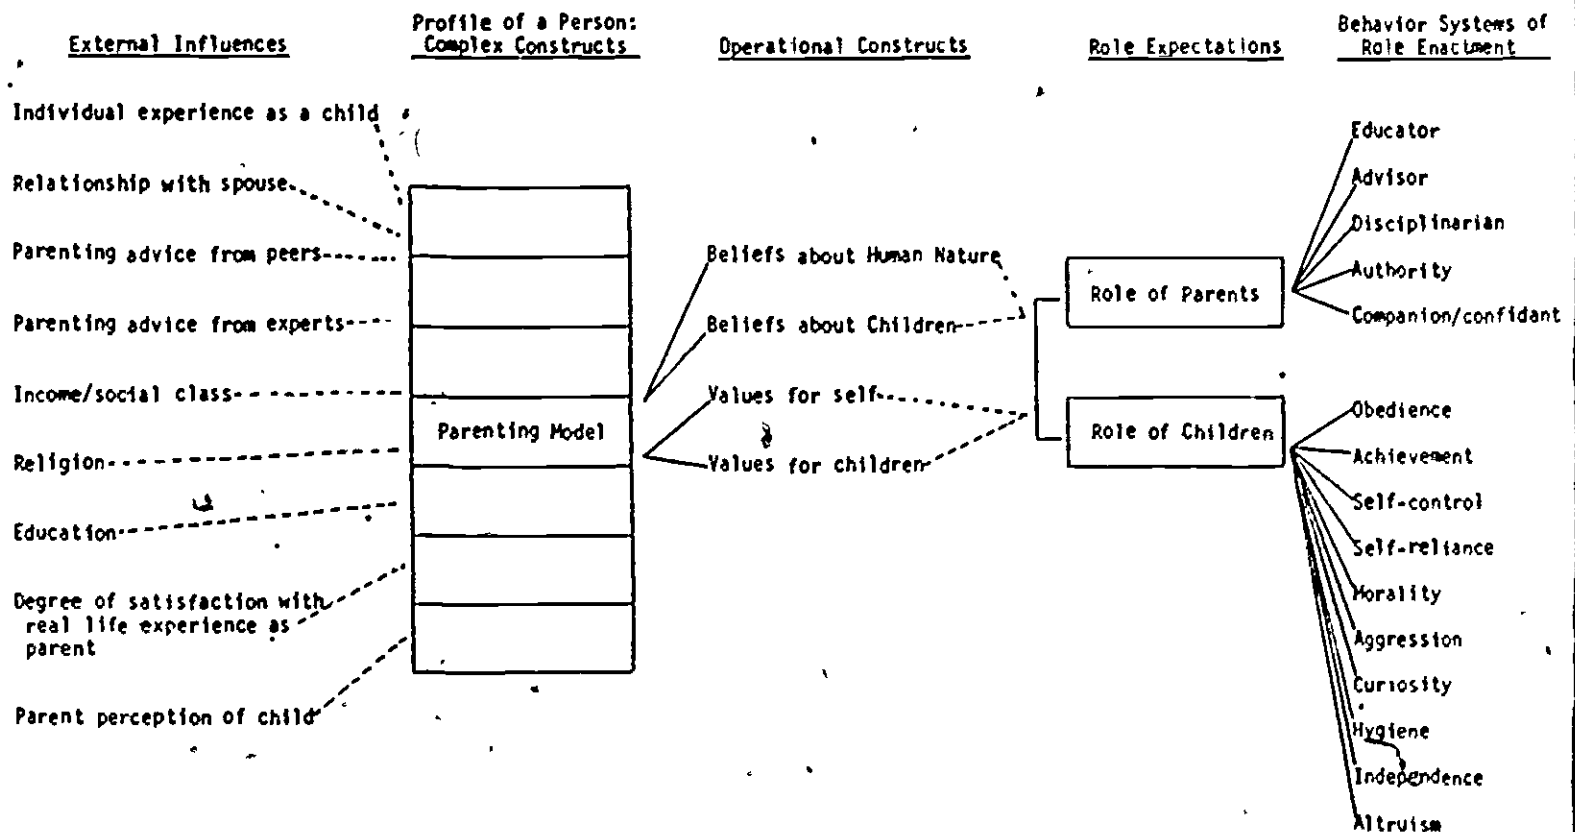 External Influences
Profile of a Person:
Complex Constructs
Operational Constructs
Role Expectations
Behavior Systems of
Role Enactment
Individual experience as a child
Relationship with spouse
Parenting advice from peers
Parenting advice from experts
Income/social class
Religion
Education
Degree of satisfaction with
real life experience as
parent
Parent perception of child
Parenting Model
Beliefs about Human Nature
Beliefs about Children
Values for self
Values for children
Role of Parents
Role of Children
Educator
Advisor
Disciplinarian
Authority
Companion/confidant
Obedience
Achievement
Self-control
Self-reliance
Morality
Aggression
Curiosity
Hygiene
Independence
Altruism